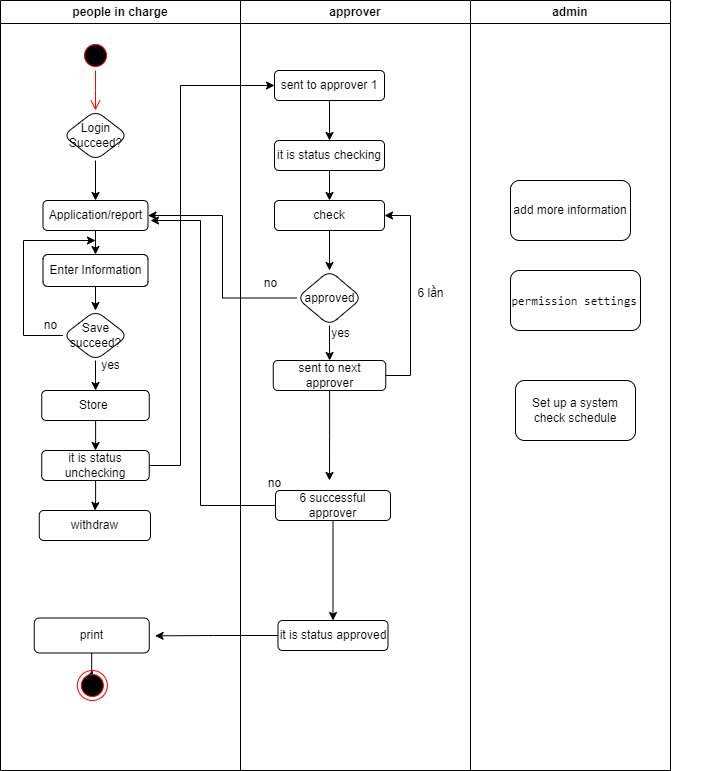 people in charge
approver
admin
Login
Succeed?
Application/report
Enter Information
no
Save
succeed?
yes
Store
it is status
unchecking
withdraw
print
sent to approver 1
it is status checking
check
no
approved
6 lần
yes
sent to next
approver
no
6 successful
approver
it is status approved
add more information
permission settings
Set up a system
check schedule